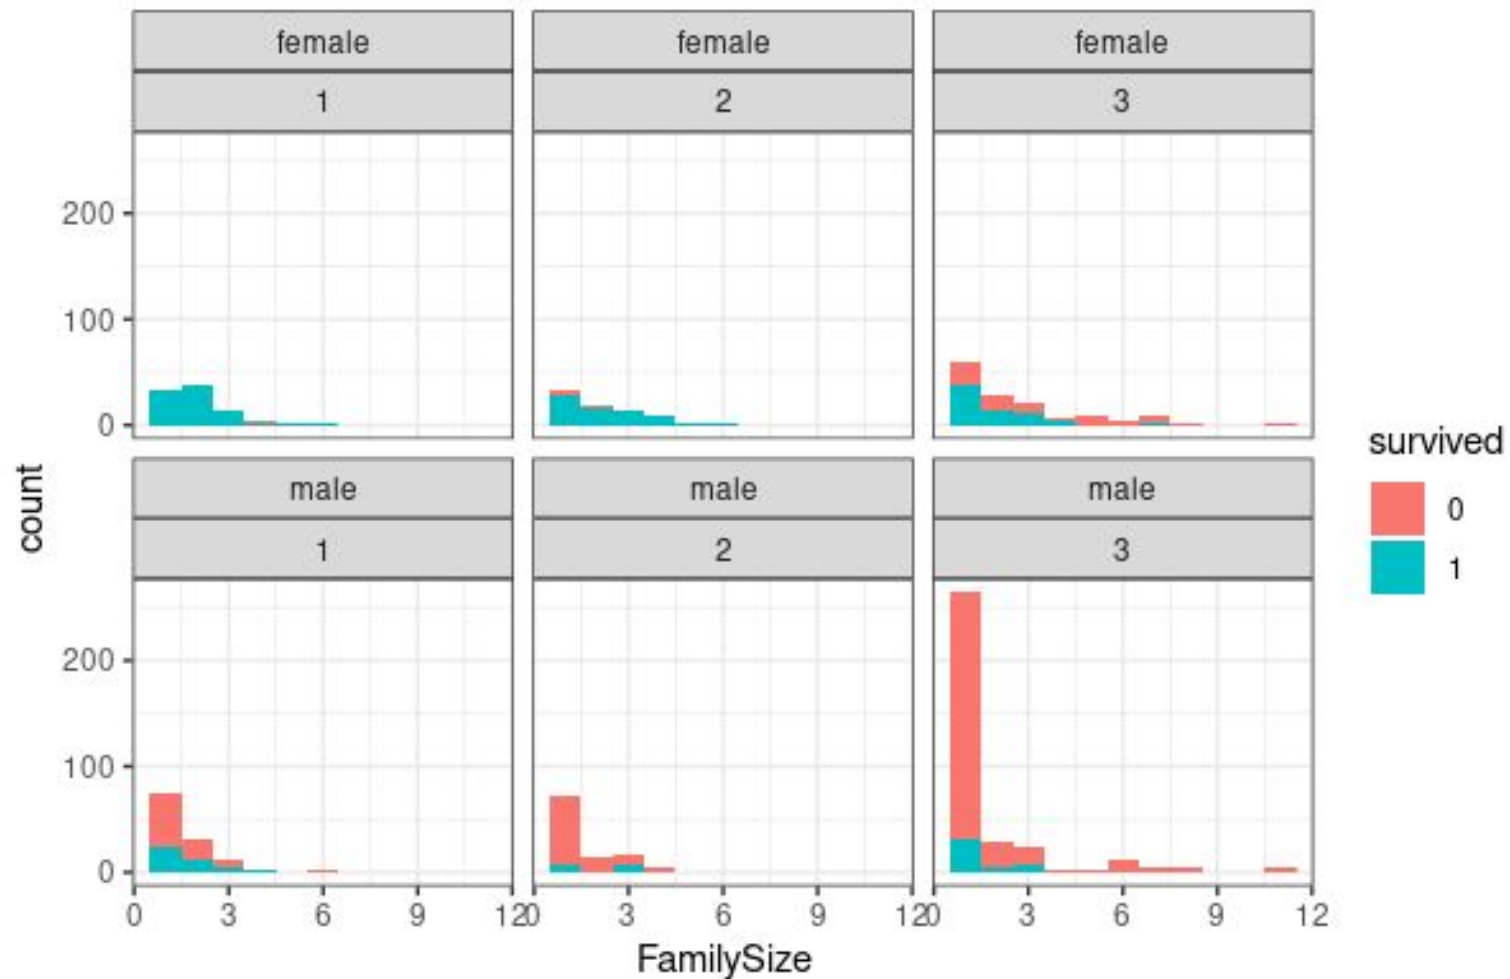 female female female
1 2 3
200
100
0
male male male
1 2 3
200
100
0
0 3 6 9 12 0 3 6 9 12 0 3 6 9 12
FamilySize
count
survived
0
1